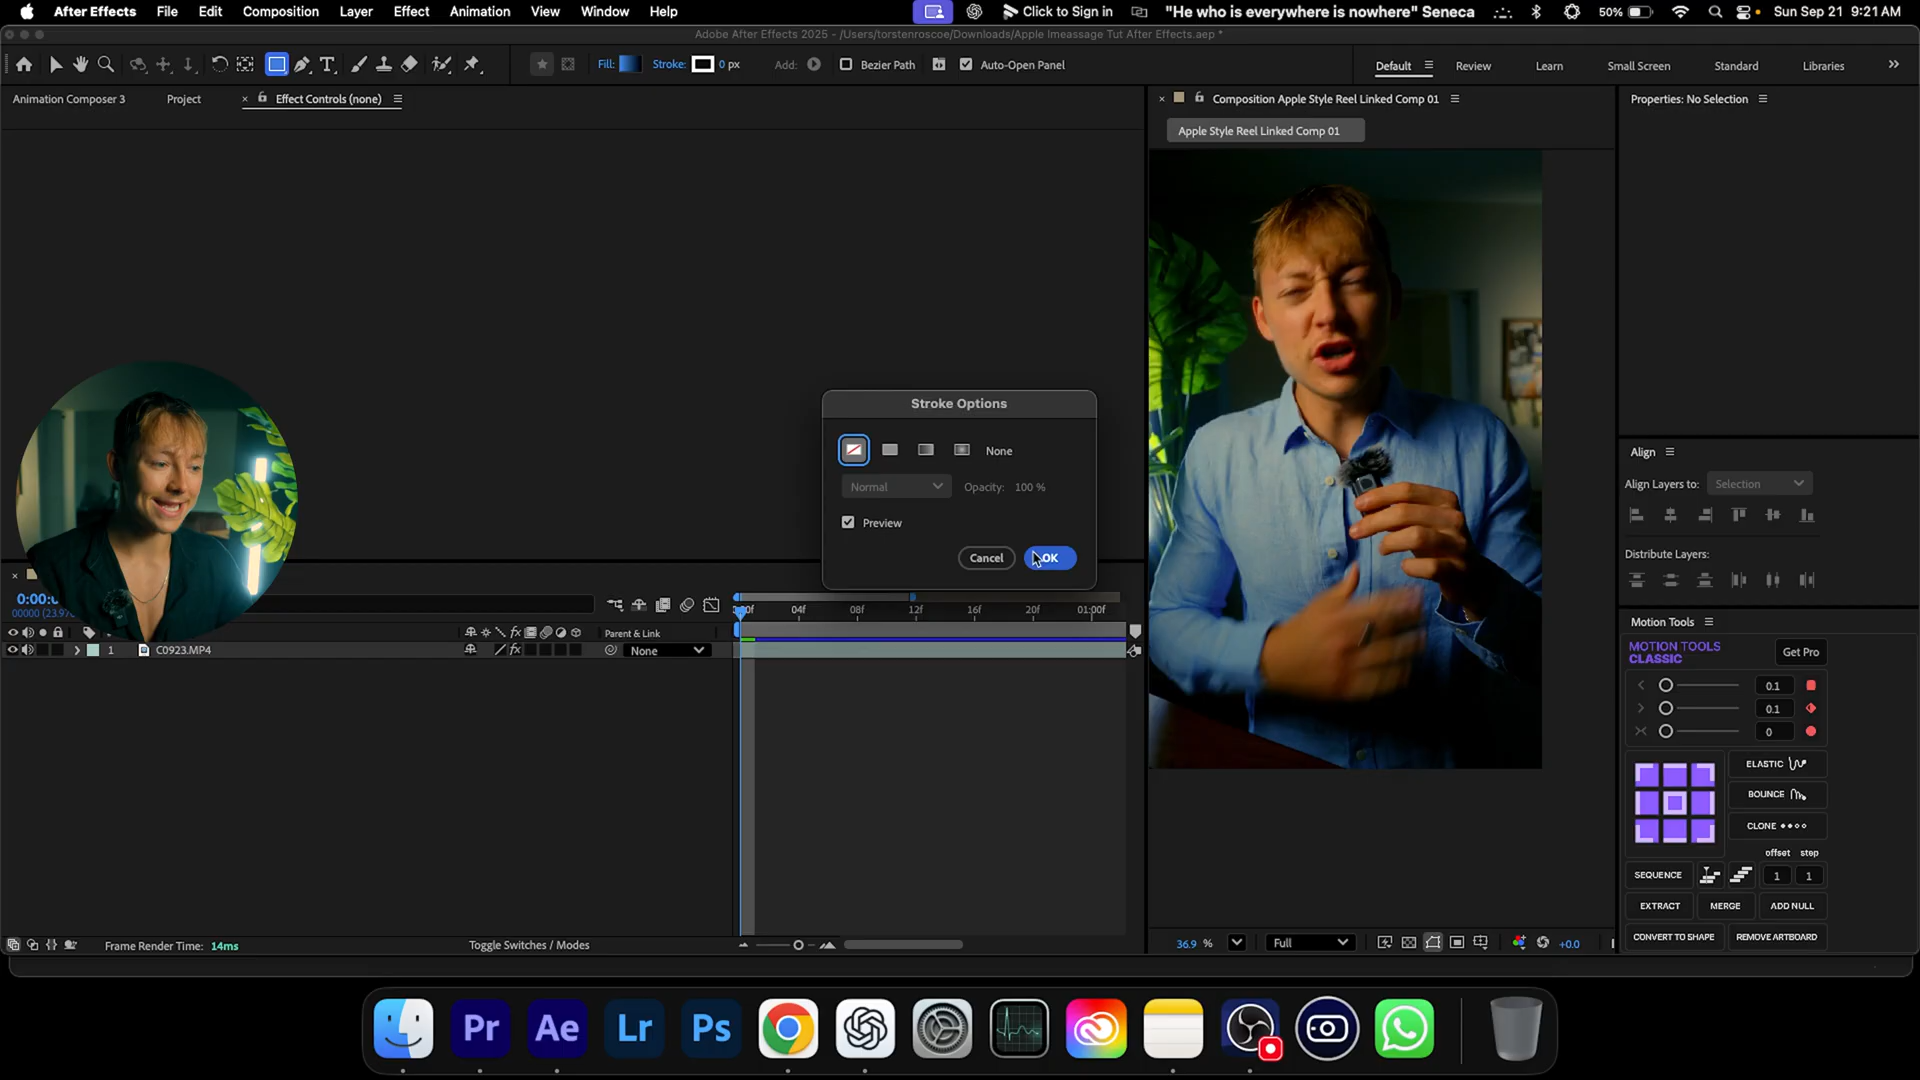 After Effects File Edit Composition Layer Effect Animation View Window Help Click to Sign in "He who is everywhere is nowhere" Seneca 50% Sun Sep 21 9:21 AM
Adobe After Effects 2025 - /Users/torstenroscoe/Downloads/Apple Imeassage Tut After Effects.aep *
Fill: Stroke: 0 px Add: Bezier Path Auto-Open Panel Default Review Learn Small Screen Standard Libraries
Animation Composer 3 Project Effect Controls (none) Composition Apple Style Reel Linked Comp 01 Properties: No Selection
Apple Style Reel Linked Comp 01
Stroke Options
None
Normal Opacity: 100 %
Preview
Cancel OK
Align
Align Layers to: Selection
Distribute Layers:
04f 08f 12f 16f 20f 01:00f
Parent & Link
1 C0923.MP4 None
Motion Tools
MOTION TOOLS
CLASSIC
Get Pro
0.1
0.1
0
ELASTIC
BOUNCE
CLONE
offset step
SEQUENCE 1 1
EXTRACT MERGE ADD NULL
CONVERT TO SHAPE REMOVE ARTBOARD
Frame Render Time: 14ms Toggle Switches / Modes 36.9 % Full +0.0
Pr Ae Lr Ps